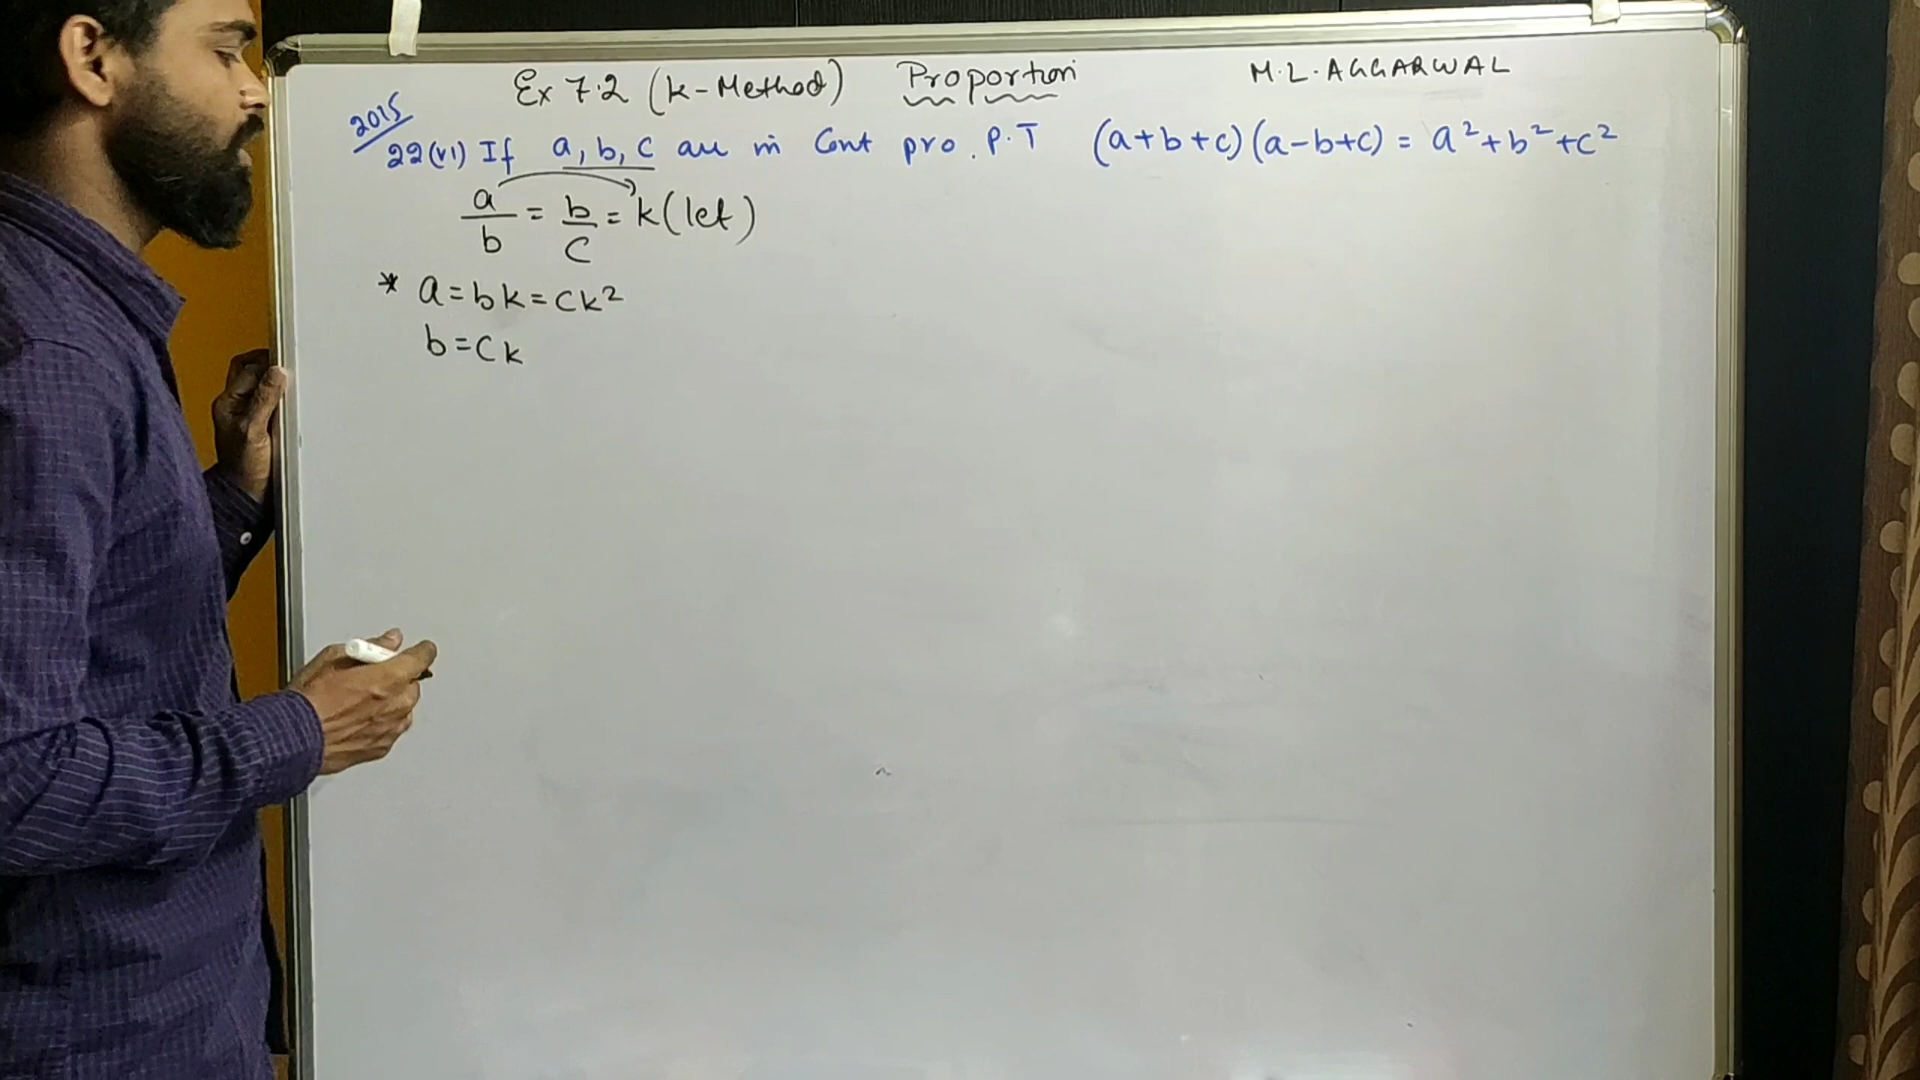 Ex 7.2 (k-Method) Proportion M.L.AGGARWAL
2015
22(vi) If a, b, c are in Cont pro. P.T (a+b+c)(a-b+c) = a²+b²+c²
a/b = b/c = k(let)
* a=bk=ck²
b=ck